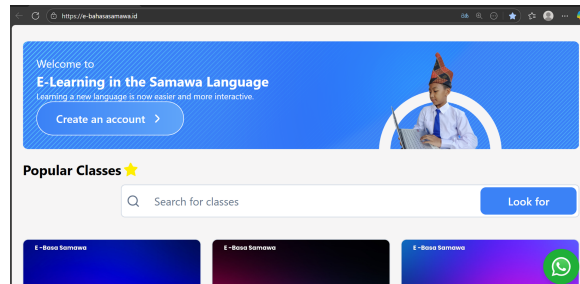 https://e-bahasasamawa.id
Welcome to
E-Learning in the Samawa Language
Learning a new language is now easier and more interactive.
Create an account
Popular Classes
Search for classes
Look for
E -Basa Samawa
E -Basa Samawa
E -Basa Samawa